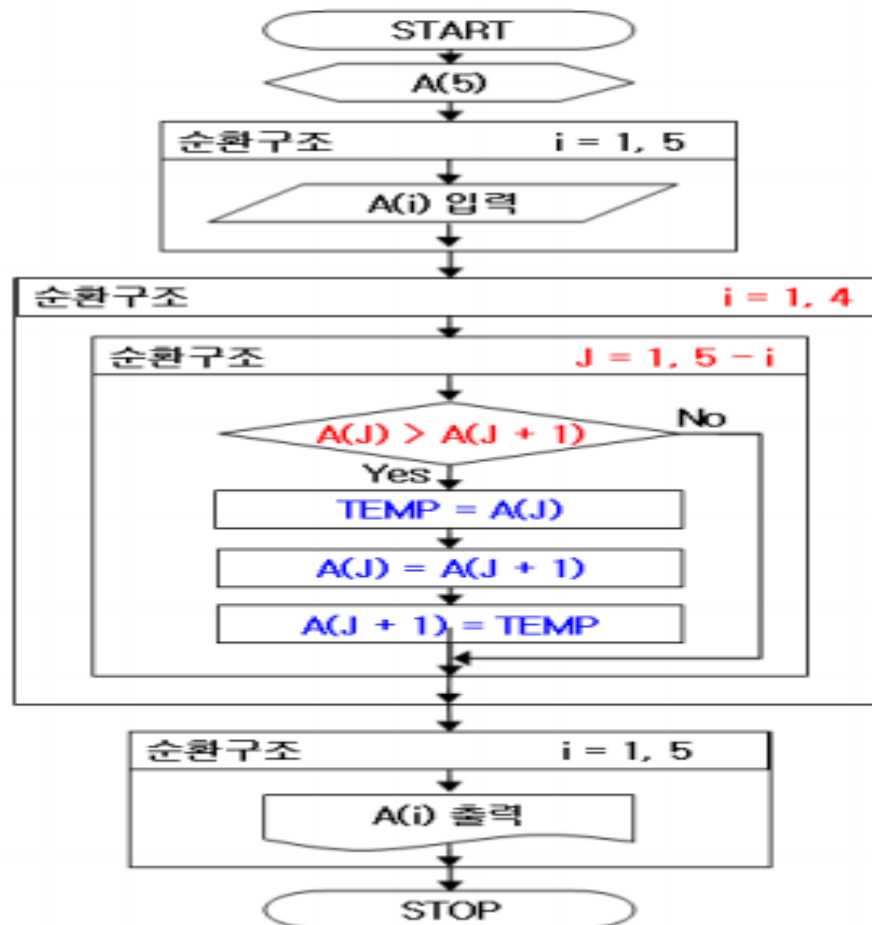 START
A(5)
순환구조 i = 1, 5
A(i) 입력
순환구조 i = 1, 4
순환구조 J = 1, 5 - i
A(J) > A(J + 1) No
Yes
TEMP = A(J)
A(J) = A(J + 1)
A(J + 1) = TEMP
순환구조 i = 1, 5
A(i) 출력
STOP